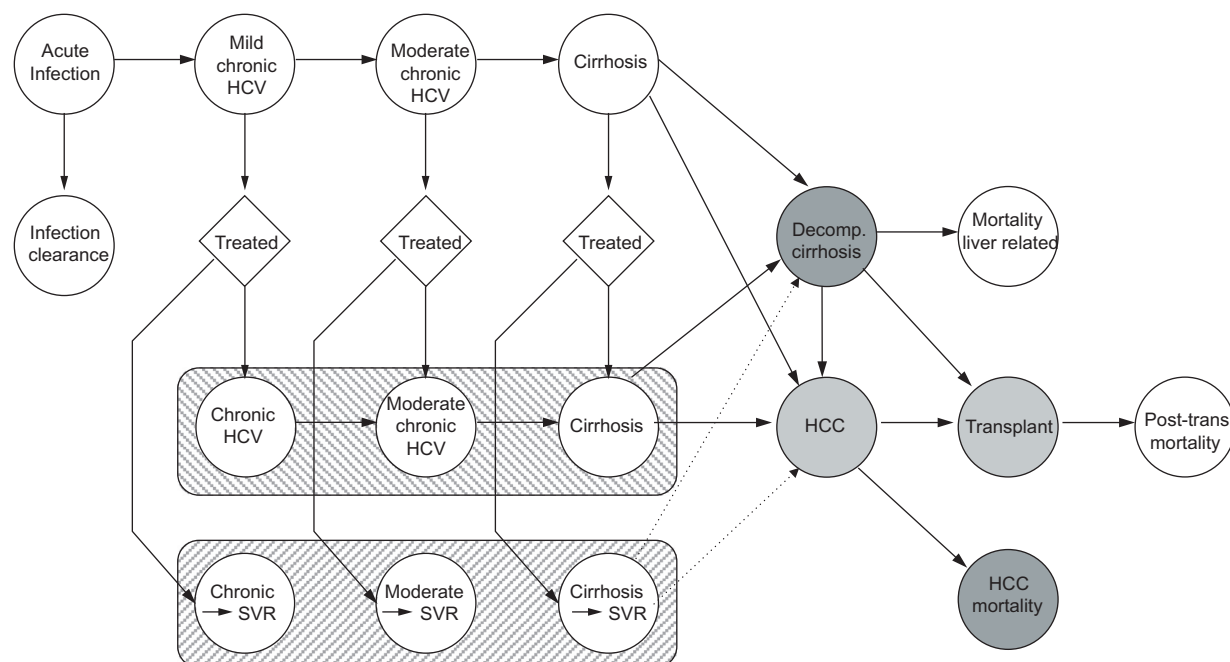 Acute
Infection
Mild
chronic
HCV
Moderate
chronic
HCV
Cirrhosis
Infection
clearance
Treated
Treated
Treated
Decomp.
cirrhosis
Mortality
liver related
Chronic
HCV
Moderate
chronic
HCV
Cirrhosis
HCC
Transplant
Post-trans
mortality
Chronic
→ SVR
Moderate
→ SVR
Cirrhosis
→ SVR
HCC
mortality